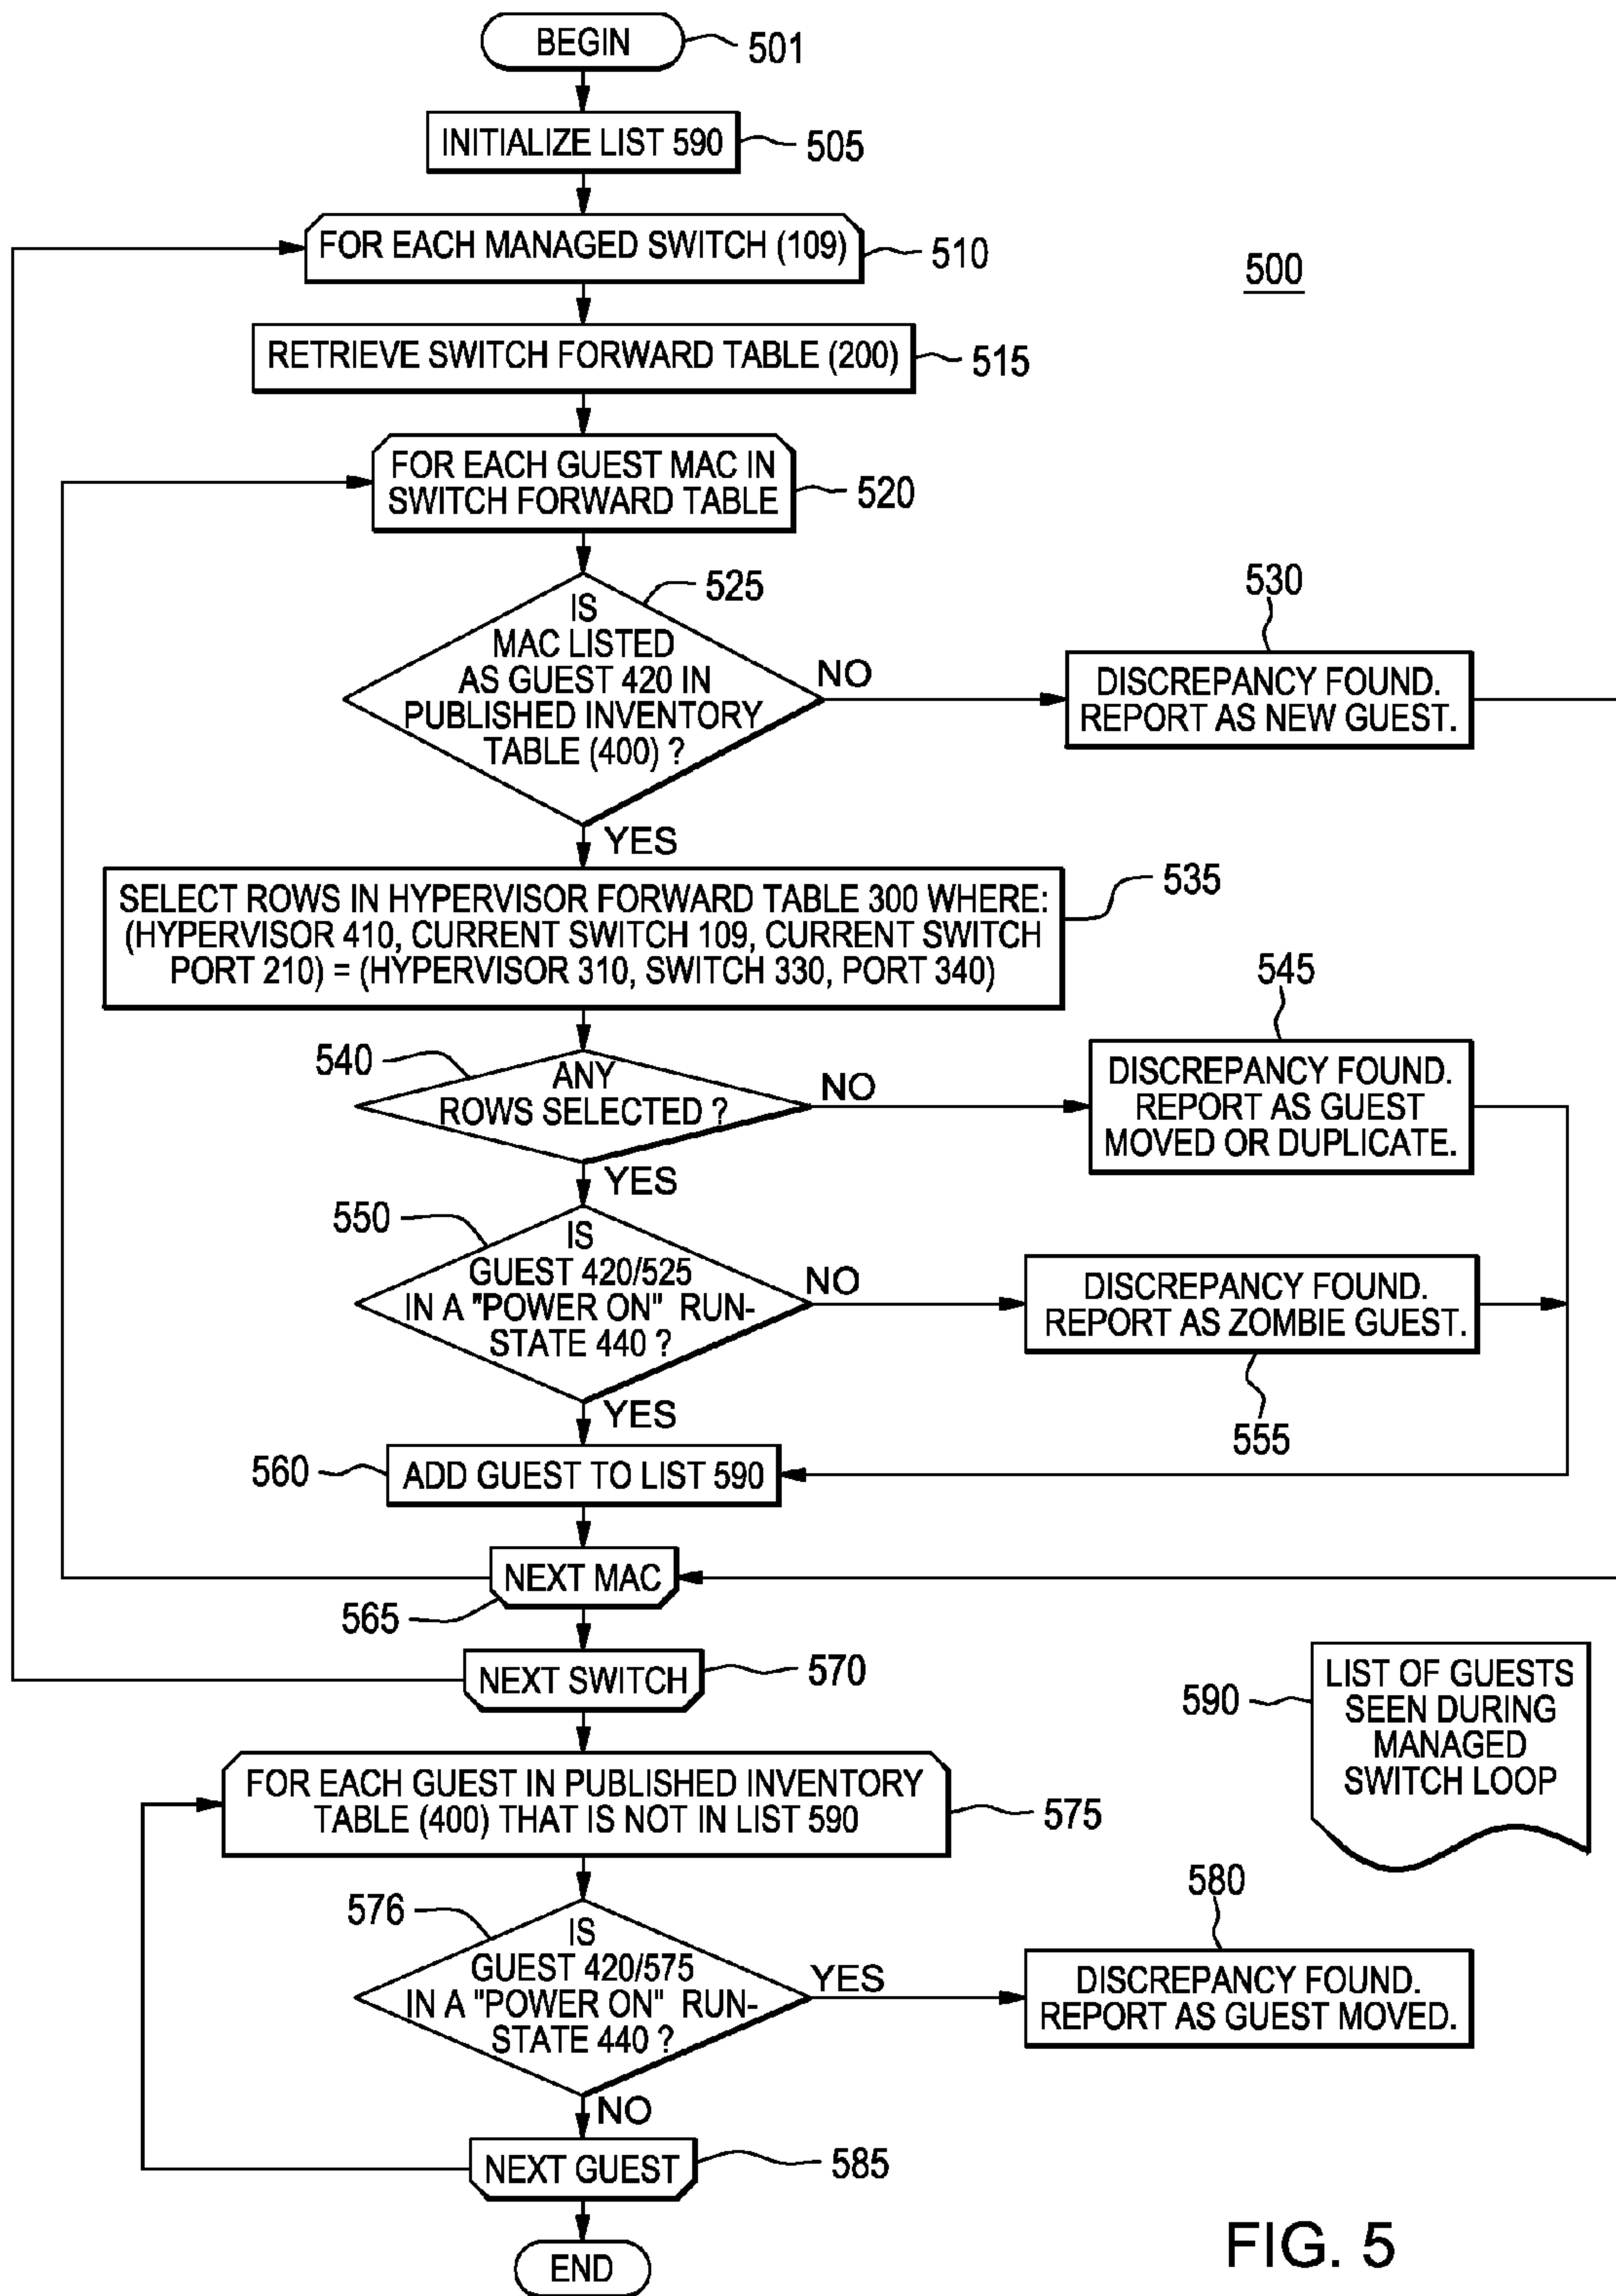 BEGIN
501
INITIALIZE LIST 590
505
FOR EACH MANAGED SWITCH (109)
510
500
RETRIEVE SWITCH FORWARD TABLE (200)
515
FOR EACH GUEST MAC IN
SWITCH FORWARD TABLE
520
525
IS
MAC LISTED
AS GUEST 420 IN
PUBLISHED INVENTORY
TABLE (400) ?
NO
530
DISCREPANCY FOUND.
REPORT AS NEW GUEST.
YES
535
SELECT ROWS IN HYPERVISOR FORWARD TABLE 300 WHERE:
(HYPERVISOR 410, CURRENT SWITCH 109, CURRENT SWITCH
PORT 210) = (HYPERVISOR 310, SWITCH 330, PORT 340)
540
ANY
ROWS SELECTED ?
NO
545
DISCREPANCY FOUND.
REPORT AS GUEST
MOVED OR DUPLICATE.
YES
550
IS
GUEST 420/525
IN A "POWER ON" RUN-
STATE 440 ?
NO
DISCREPANCY FOUND.
REPORT AS ZOMBIE GUEST.
555
YES
560
ADD GUEST TO LIST 590
NEXT MAC
565
NEXT SWITCH
570
590
LIST OF GUESTS
SEEN DURING
MANAGED
SWITCH LOOP
FOR EACH GUEST IN PUBLISHED INVENTORY
TABLE (400) THAT IS NOT IN LIST 590
575
576
IS
GUEST 420/575
IN A "POWER ON" RUN-
STATE 440 ?
YES
580
DISCREPANCY FOUND.
REPORT AS GUEST MOVED.
NO
NEXT GUEST
585
END
FIG. 5